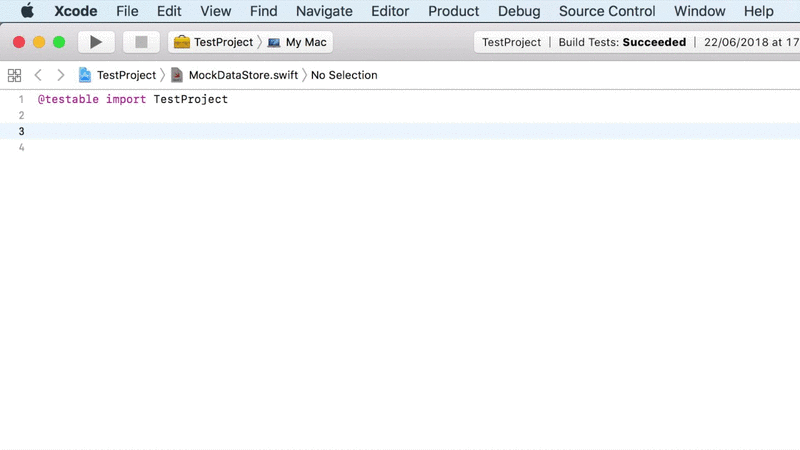 Xcode File Edit View Find Navigate Editor Product Debug Source Control Window Help
TestProject My Mac TestProject | Build Tests: Succeeded | 22/06/2018 at 17
TestProject MockDataStore.swift No Selection
1 @testable import TestProject
2
3
4